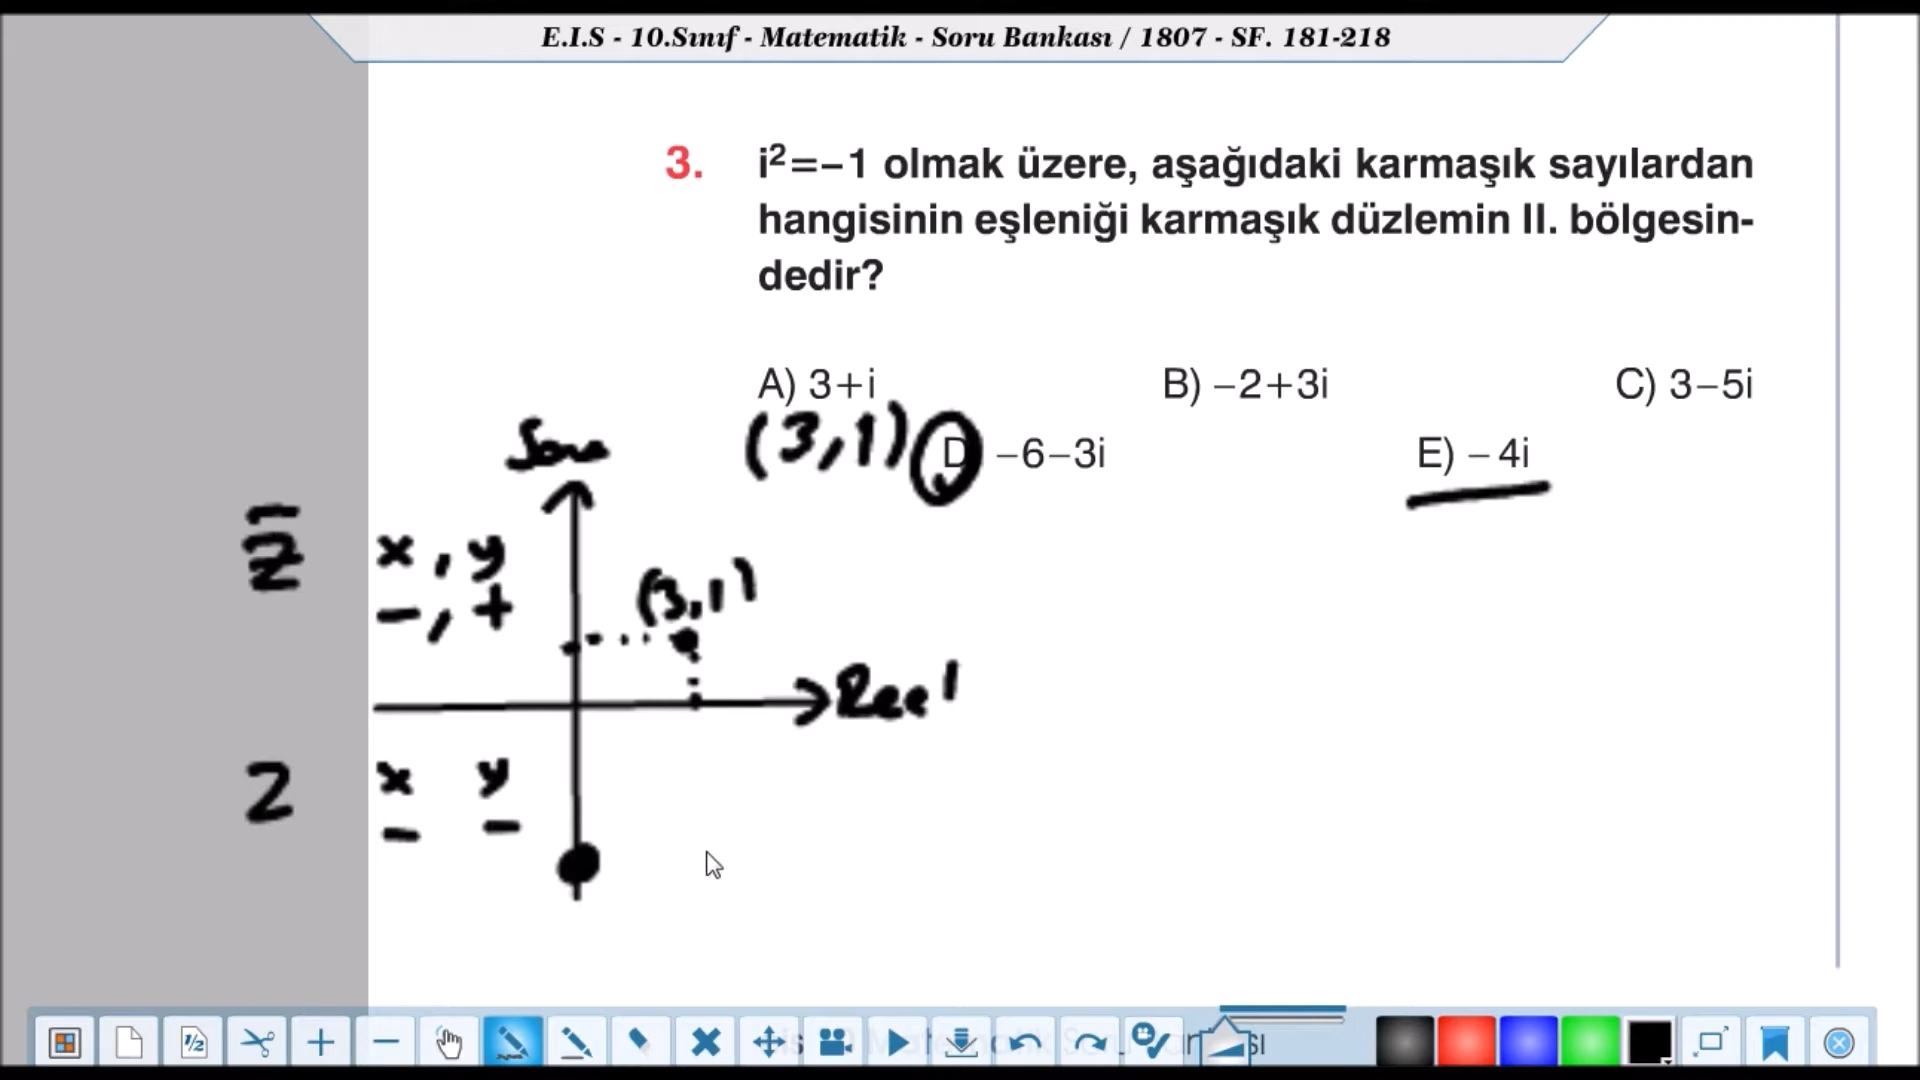 E.I.S - 10.Sınıf - Matematik - Soru Bankası / 1807 - SF. 181-218
3. i²=−1 olmak üzere, aşağıdaki karmaşık sayılardan
hangisinin eşleniği karmaşık düzlemin II. bölgesin-
dedir?
A) 3+i B) −2+3i C) 3−5i
(3,1) D −6−3i E) − 4i
z̅ x , y
− , +
(3,1)
Reel
z x y
− −